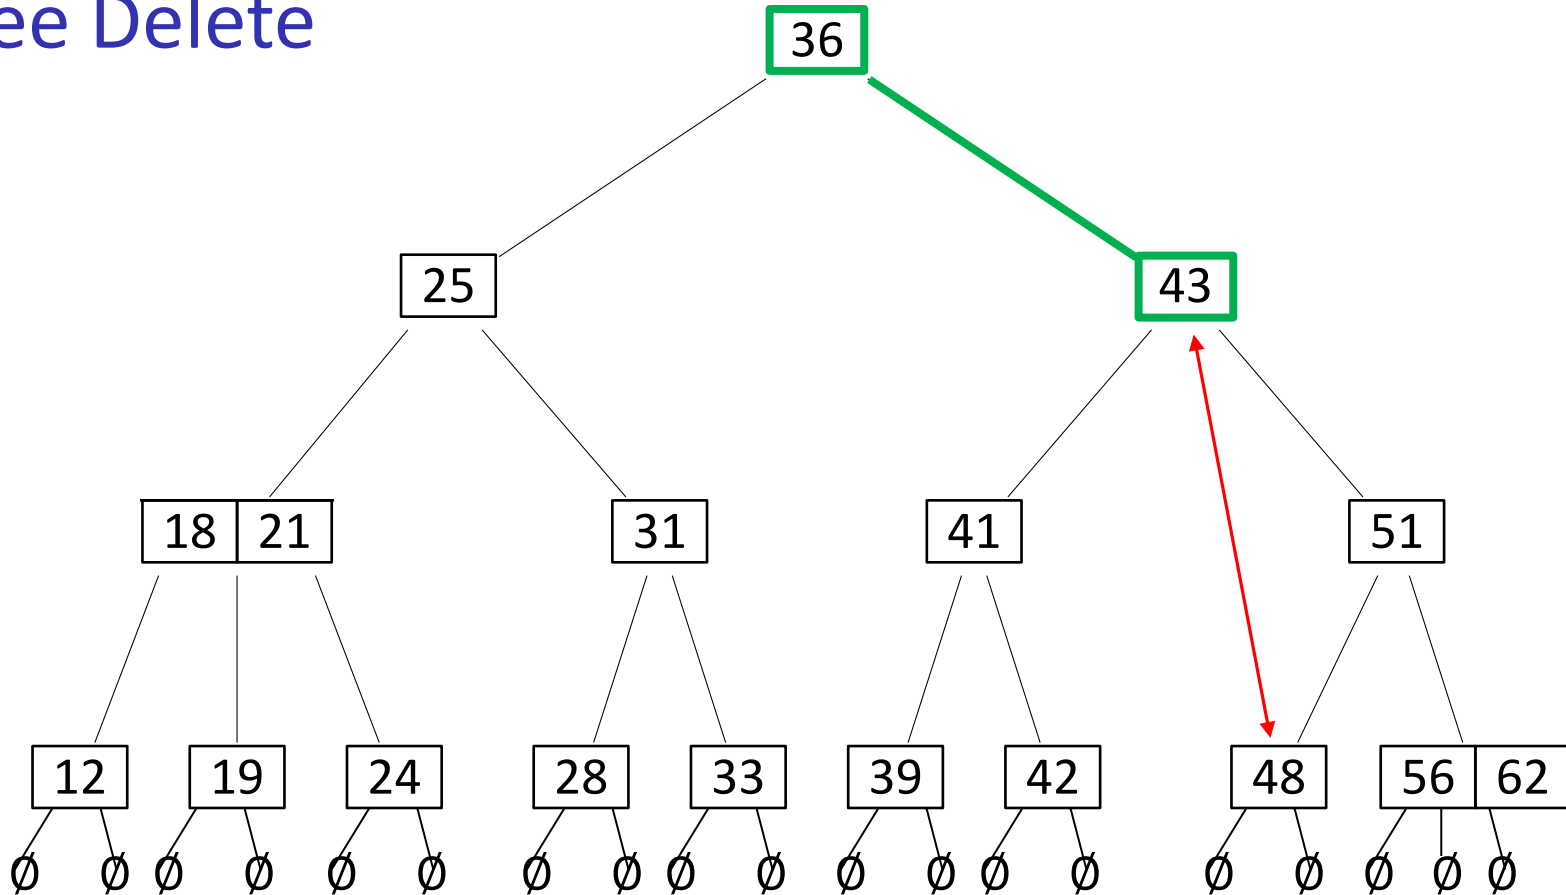 ee Delete
36
25 43
18 21 31 41 51
12 19 24 28 33 39 42 48 56 62
∅ ∅ ∅ ∅ ∅ ∅ ∅ ∅ ∅ ∅ ∅ ∅ ∅ ∅ ∅ ∅ ∅ ∅ ∅